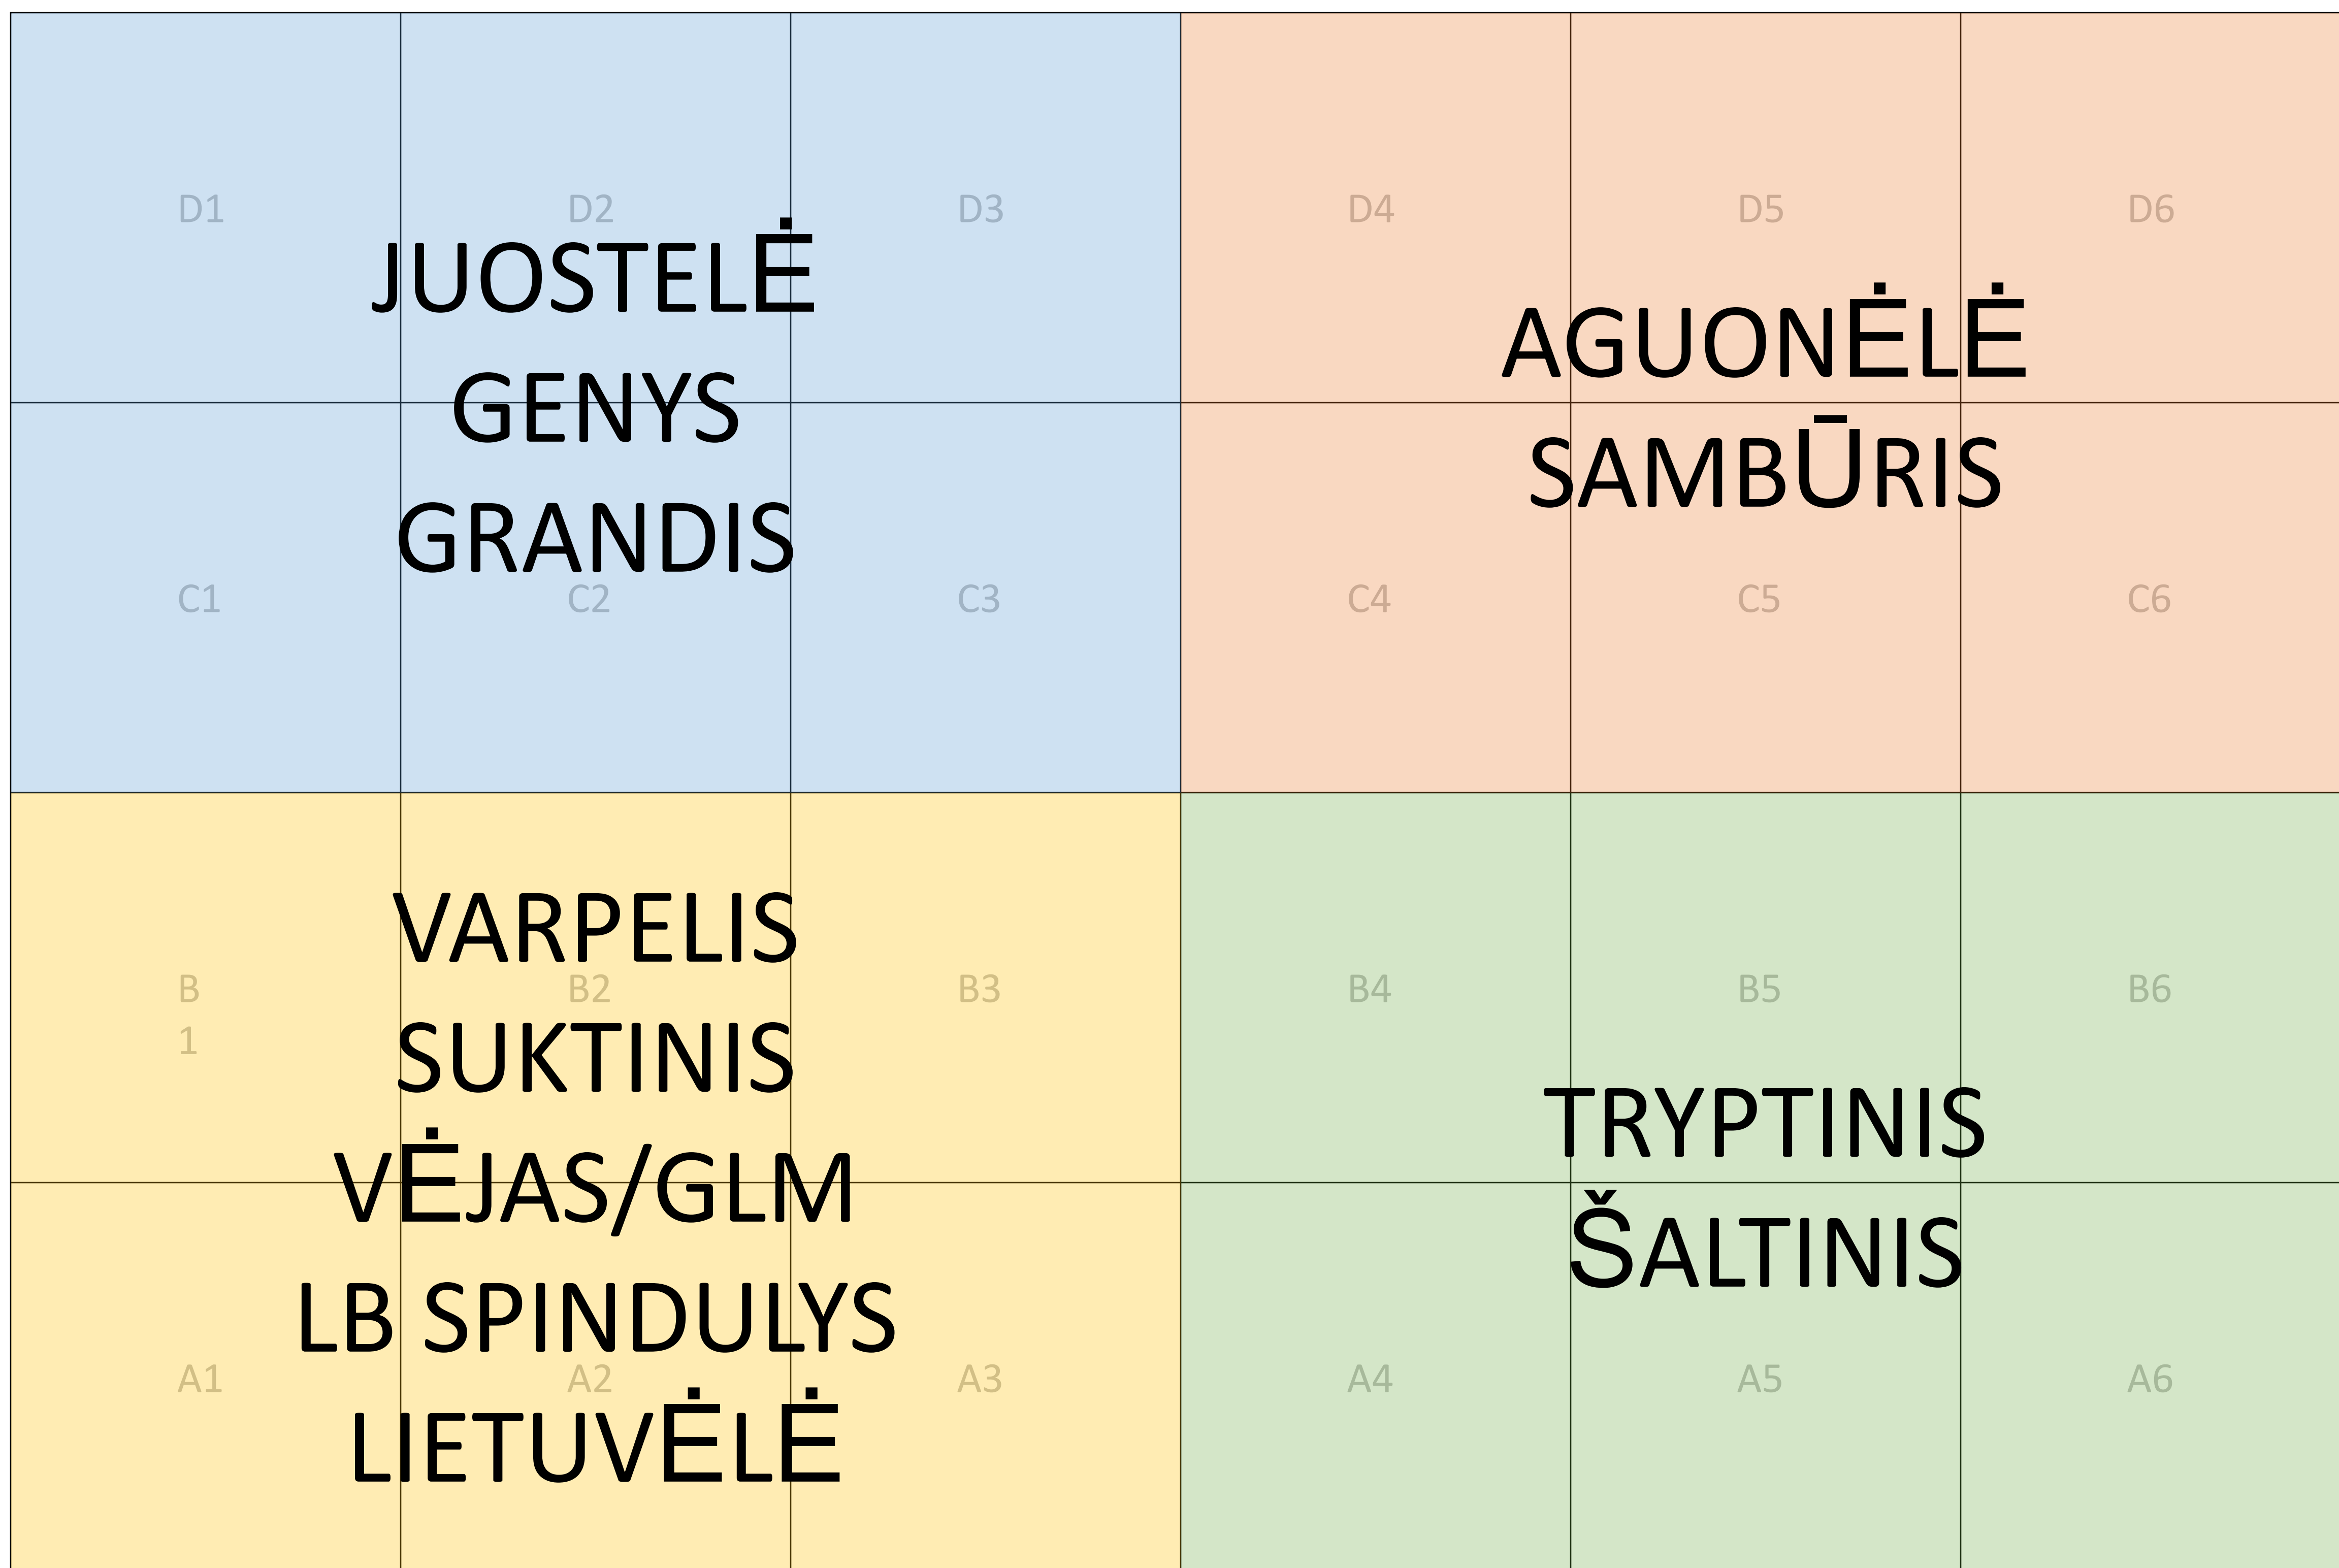 D1 D2 D3 D4 D5 D6
JUOSTELĖ
GENYS
GRANDIS
AGUONĖLĖ
SAMBŪRIS
C1 C2 C3 C4 C5 C6
VARPELIS
B
1
B2 B3 B4 B5 B6
SUKTINIS
VĖJAS/GLM
LB SPINDULYS
LIETUVĖLĖ
TRYPTINIS
ŠALTINIS
A1 A2 A3 A4 A5 A6